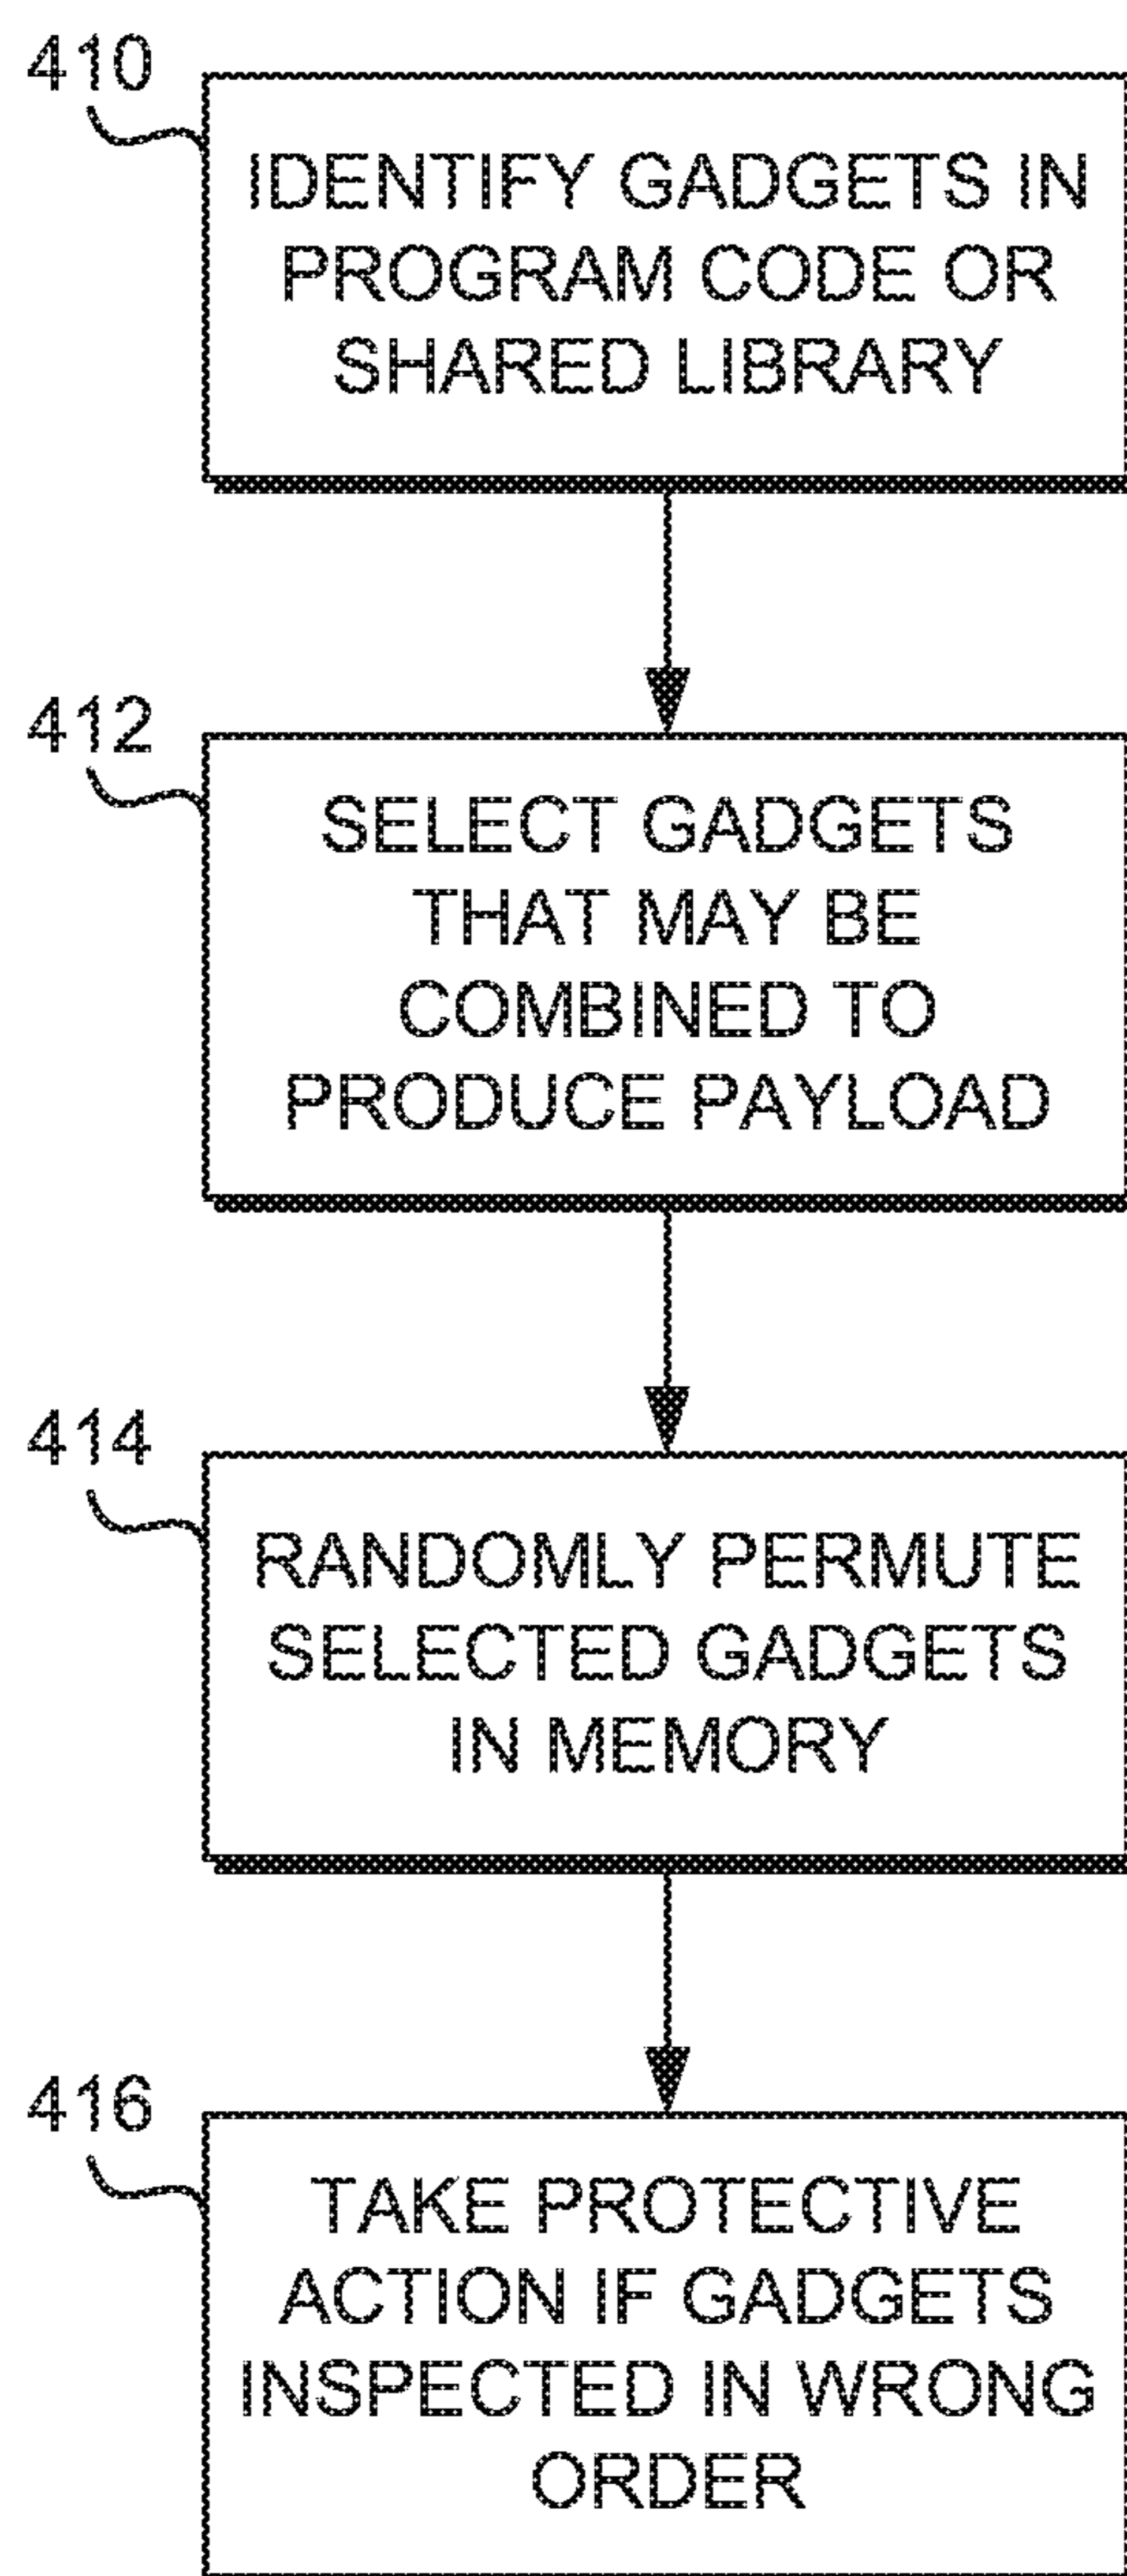 410
IDENTIFY GADGETS IN
PROGRAM CODE OR
SHARED LIBRARY
412
SELECT GADGETS
THAT MAY BE
COMBINED TO
PRODUCE PAYLOAD
414
RANDOMLY PERMUTE
SELECTED GADGETS
IN MEMORY
416
TAKE PROTECTIVE
ACTION IF GADGETS
INSPECTED IN WRONG
ORDER